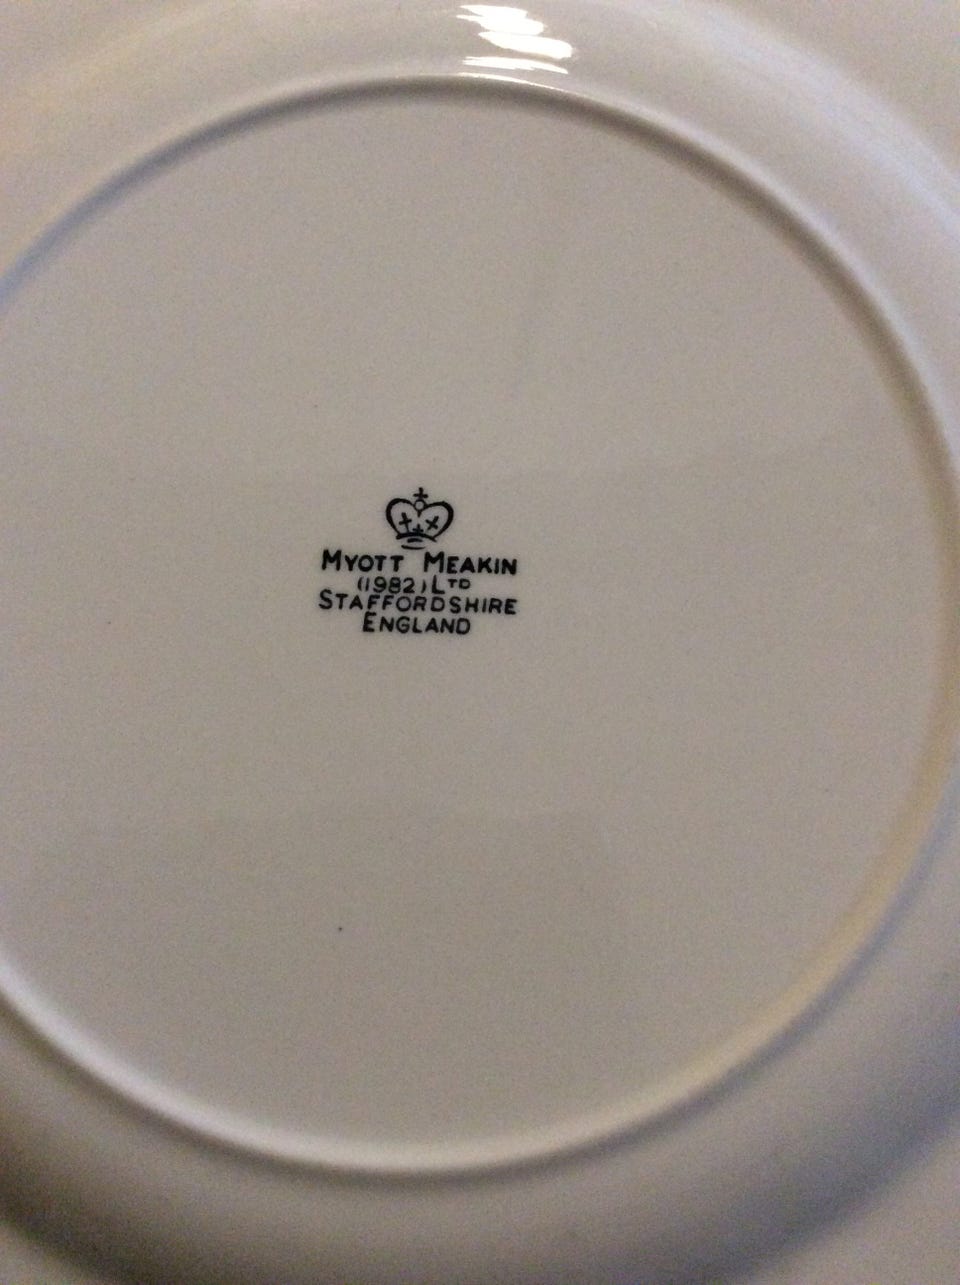 MYOTT MEAKIN
(1982) LTD
STAFFORDSHIRE
ENGLAND